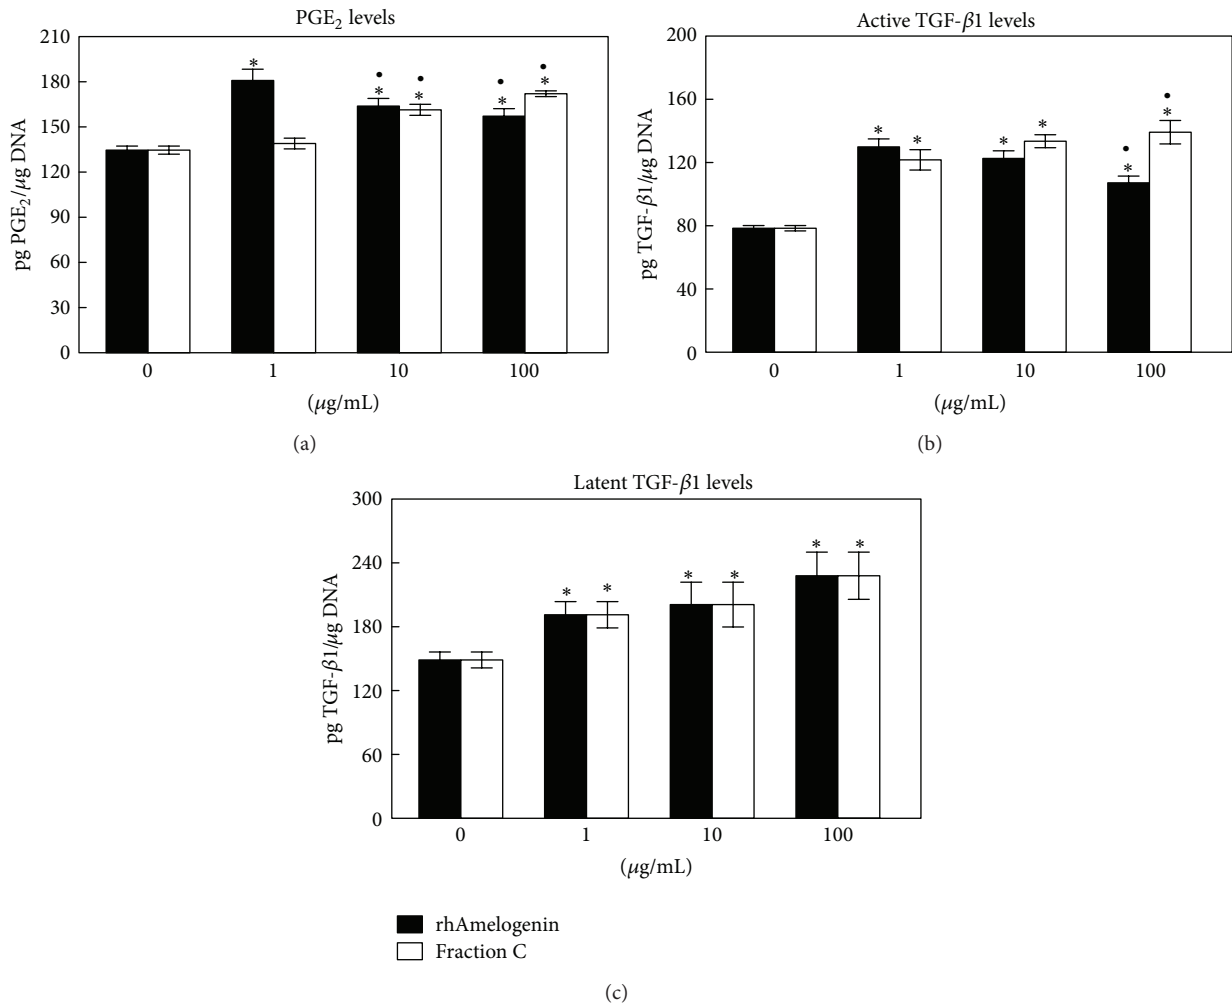 PGE₂ levels
210
180
150
120
90
60
30
0
pg PGE₂/μg DNA
* • * • * • * • *
0 1 10 100
(μg/mL)
(a)
Active TGF-β1 levels
200
160
120
80
40
0
pg TGF-β1/μg DNA
* * * * • * • *
0 1 10 100
(μg/mL)
(b)
Latent TGF-β1 levels
300
240
180
120
60
0
pg TGF-β1/μg DNA
* * * * * *
0 1 10 100
(μg/mL)
rhAmelogenin
Fraction C
(c)